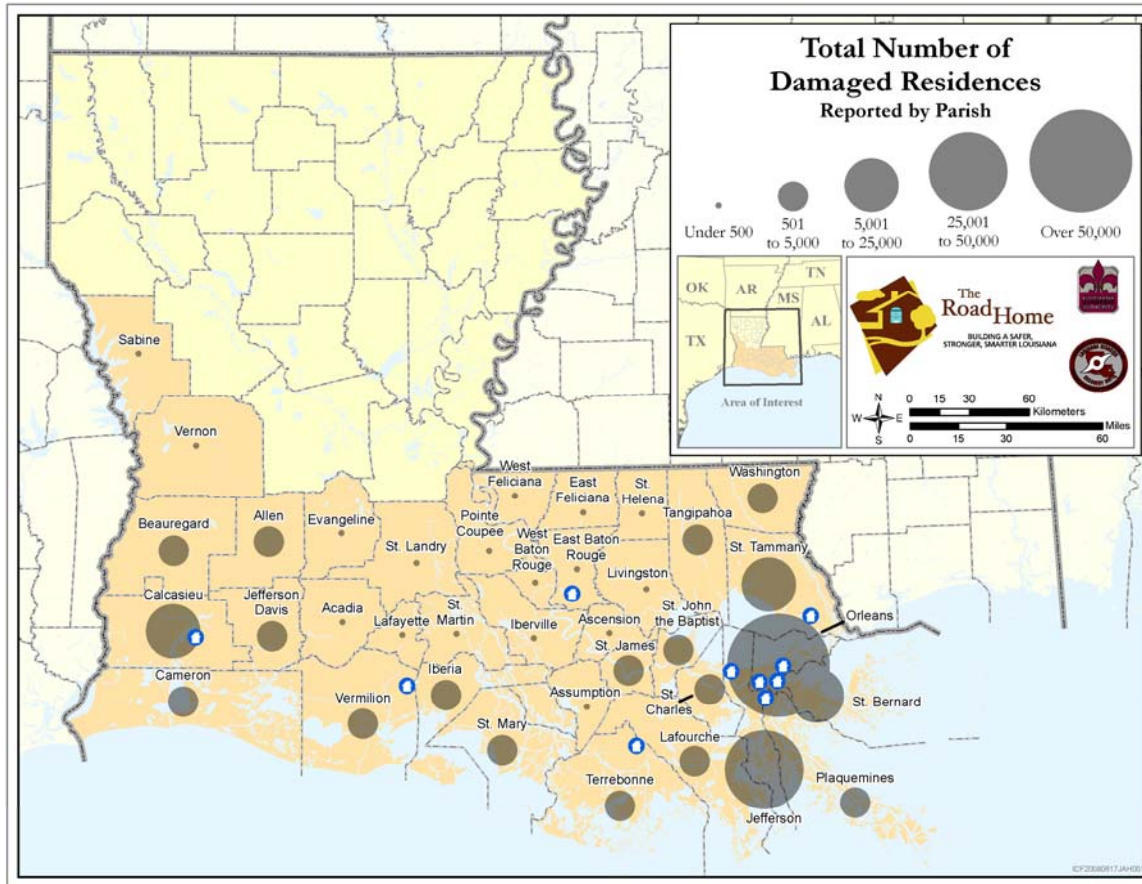 Total Number of
Damaged Residences
Reported by Parish
Under 500
501
to 5,000
5,001
to 25,000
25,001
to 50,000
Over 50,000
OK
AR
TN
MS
TX
AL
Area of Interest
The
Road Home
BUILDING A SAFER,
STRONGER, SMARTER LOUISIANA
N
W E
S
0 15 30 60
Kilometers
Miles
0 15 30 60
Sabine
Vernon
West
Feliciana
East
Feliciana
St.
Helena
Washington
Beauregard
Allen
Evangeline
Pointe
Coupee
Tangipahoa
St. Landry
West
Baton
Rouge
East Baton
Rouge
St. Tammany
Livingston
Calcasieu
Jefferson
Davis
Acadia
Lafayette
St.
Martin
Iberville
Ascension
St. John
the Baptist
Orleans
St. James
Cameron
Vermilion
Iberia
Assumption
St.
Charles
St. Bernard
St. Mary
Lafourche
Terrebonne
Plaquemines
Jefferson